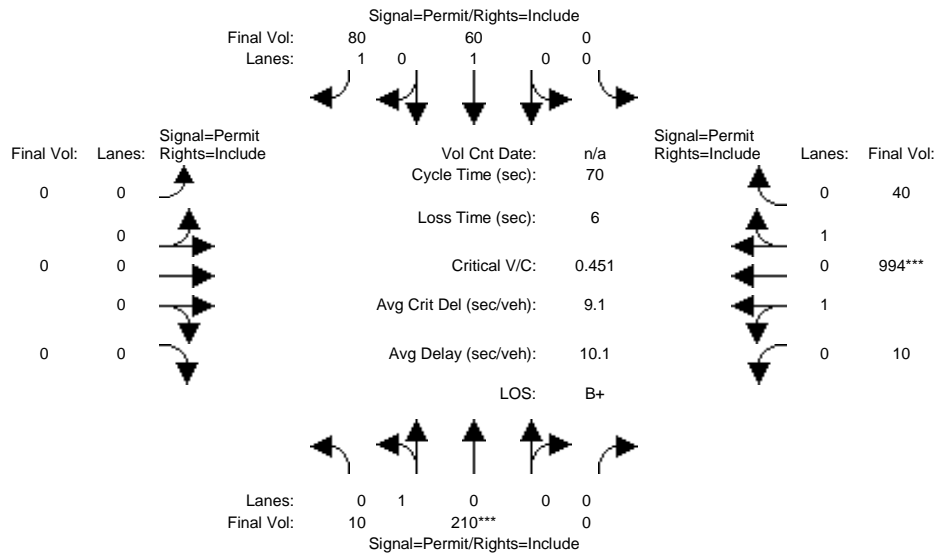 Signal=Permit/Rights=Include
Final Vol: 80 60 0
Lanes: 1 0 1 0 0
Signal=Permit
Final Vol: Lanes: Rights=Include
Vol Cnt Date: n/a
Signal=Permit
Rights=Include Lanes: Final Vol:
Cycle Time (sec): 70
0 0
0 40
Loss Time (sec): 6
0
1
0 0
Critical V/C: 0.451
0 994***
0
Avg Crit Del (sec/veh): 9.1
1
0 0
Avg Delay (sec/veh): 10.1
0 10
LOS: B+
Lanes: 0 1 0 0 0
Final Vol: 10 210*** 0
Signal=Permit/Rights=Include